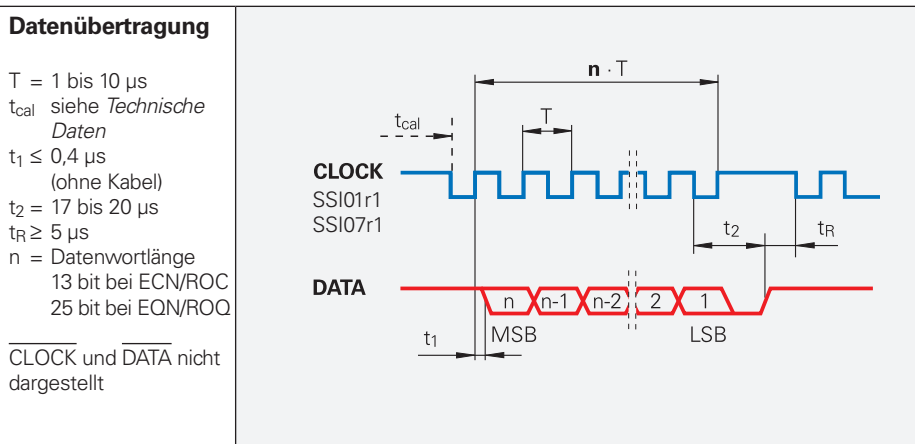 Datenübertragung
T = 1 bis 10 µs
tcal siehe Technische
Daten
t1 ≤ 0,4 µs
(ohne Kabel)
t2 = 17 bis 20 µs
tR ≥ 5 µs
n = Datenwortlänge
13 bit bei ECN/ROC
25 bit bei EQN/ROQ
CLOCK und DATA nicht
dargestellt
n · T
tcal
T
CLOCK
SSI01r1
SSI07r1
t2
tR
DATA
n n-1 n-2 2 1
t1
MSB
LSB